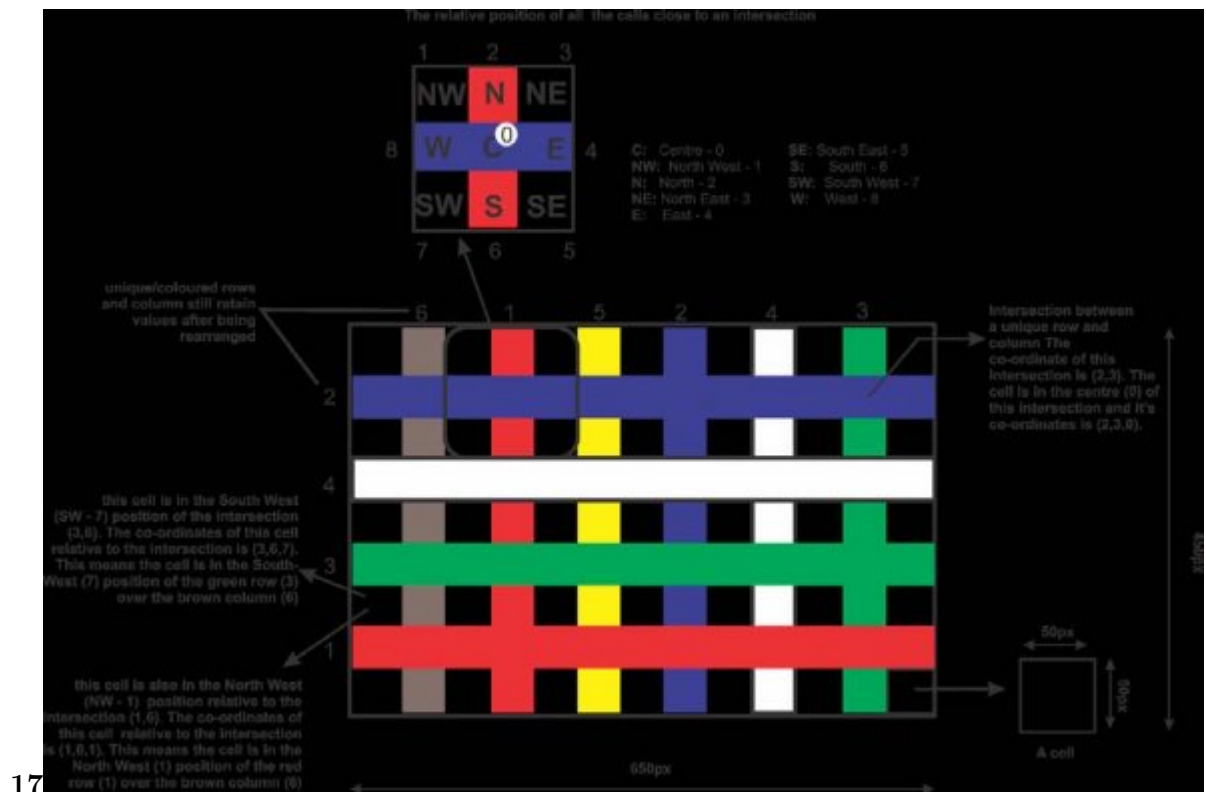 The relative position of all the cells close to an intersection
1 2 3
NW N NE
8 W C 0 E 4
SW S SE
7 6 5
C: Centre - 0
NW: North West - 1
N: North - 2
NE: North East - 3
E: East - 4
SE: South East - 5
S: South - 6
SW: South West - 7
W: West - 8
unique/coloured rows
and column still retain
values after being
rearranged
6 1 5 2 4 3
2
4
3
1
Intersection between
a unique row and
column The
co-ordinate of this
intersection is (2,3). The
cell is in the centre (0) of
this intersection and it's
co-ordinates is (2,3,0).
this cell is in the South West
(SW - 7) position of the intersection
(3,6). The co-ordinates of this cell
relative to the intersection is (3,6,7).
This means the cell is in the South-
West (7) position of the green row (3)
over the brown column (6)
this cell is also in the North West
(NW - 1) position relative to the
intersection (1,6). The co-ordinates of
this cell relative to the intersection
is (1,6,1). This means the cell is in the
North West (1) position of the red
row (1) over the brown column (6)
450px
50px
50px
A cell
650px
17